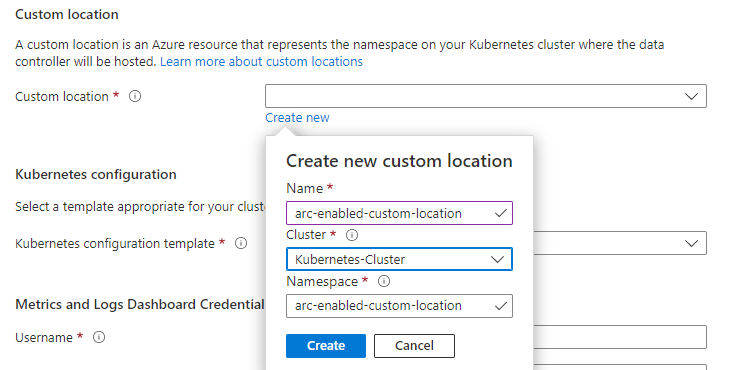 Custom location
A custom location is an Azure resource that represents the namespace on your Kubernetes cluster where the data
controller will be hosted. Learn more about custom locations
Custom location *
Create new
Create new custom location
Name *
arc-enabled-custom-location
Cluster *
Kubernetes-Cluster
Namespace *
arc-enabled-custom-location
Create Cancel
Kubernetes configuration
Select a template appropriate for your clust
Kubernetes configuration template *
Metrics and Logs Dashboard Credential
Username *